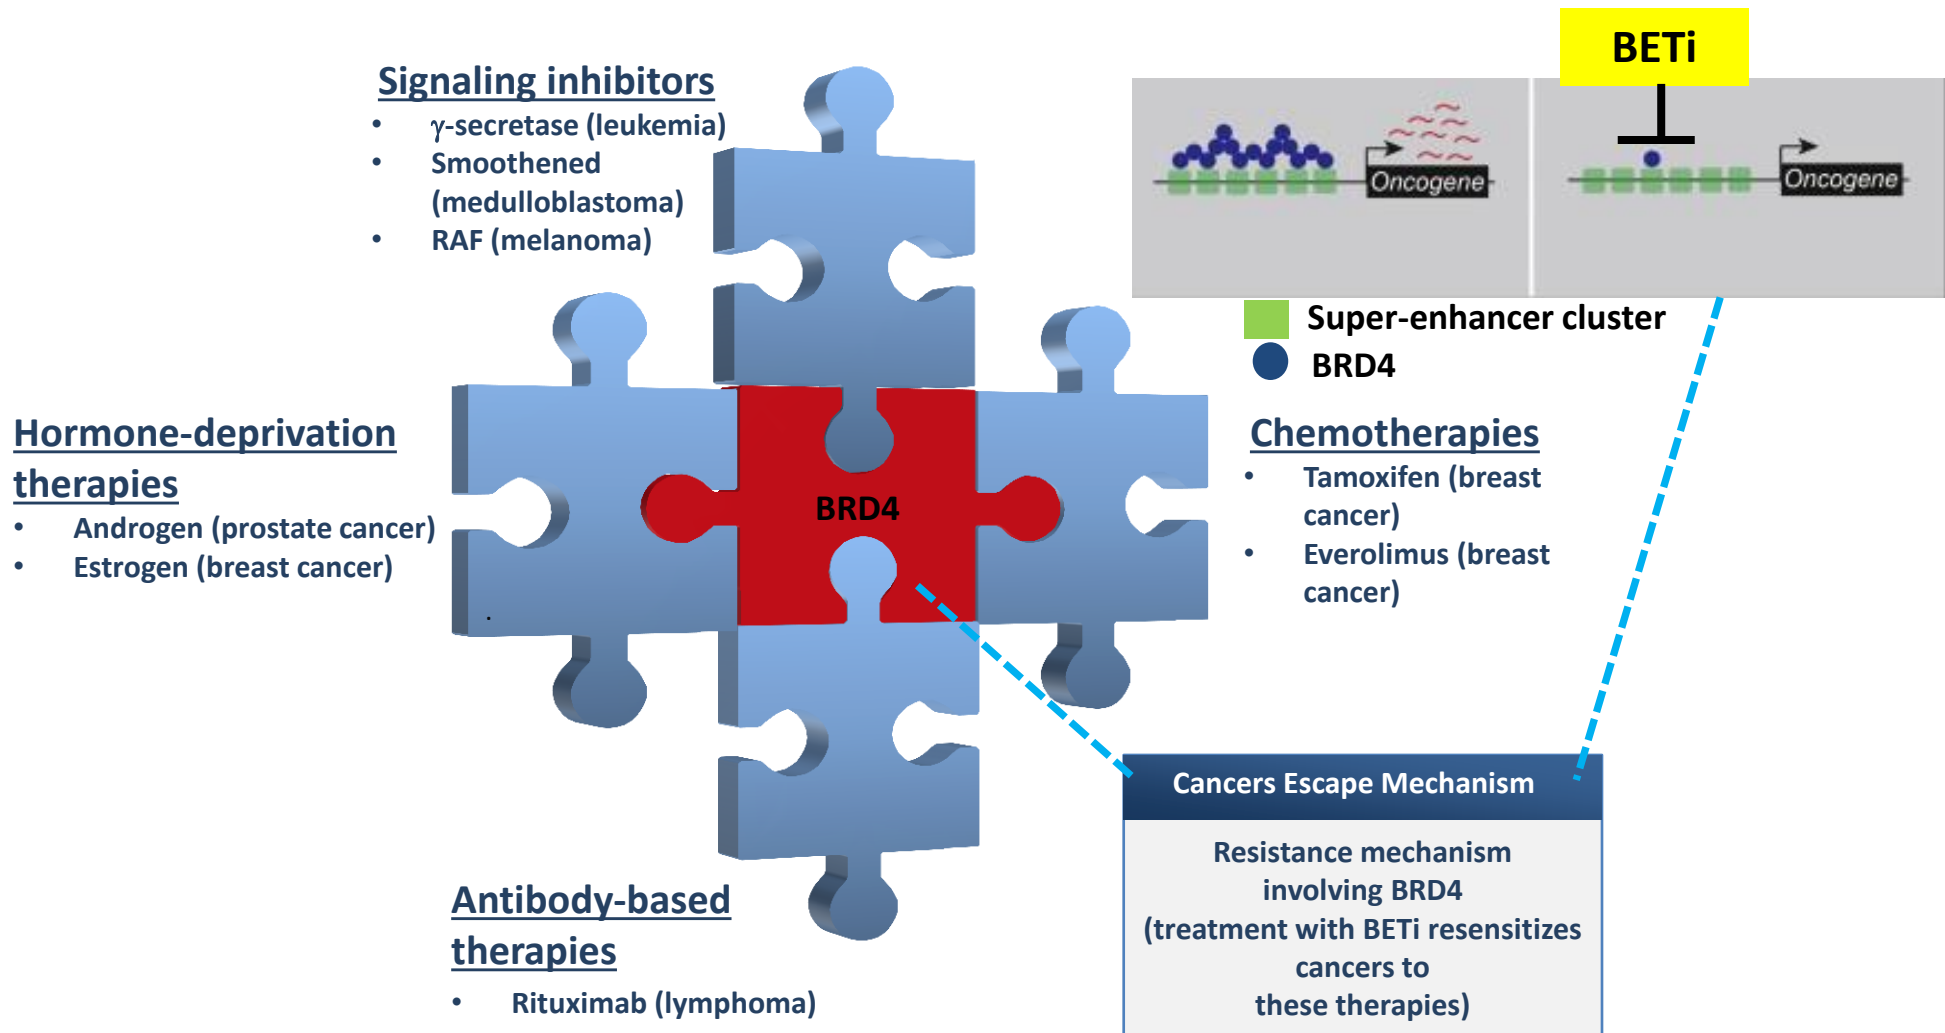 BETi
Signaling inhibitors
• γ-secretase (leukemia)
• Smoothened
(medulloblastoma)
• RAF (melanoma)
Oncogene
Oncogene
Super-enhancer cluster
BRD4
Hormone-deprivation
therapies
• Androgen (prostate cancer)
• Estrogen (breast cancer)
BRD4
Chemotherapies
• Tamoxifen (breast
cancer)
• Everolimus (breast
cancer)
Antibody-based
therapies
• Rituximab (lymphoma)
Cancers Escape Mechanism
Resistance mechanism
involving BRD4
(treatment with BETi resensitizes
cancers to
these therapies)